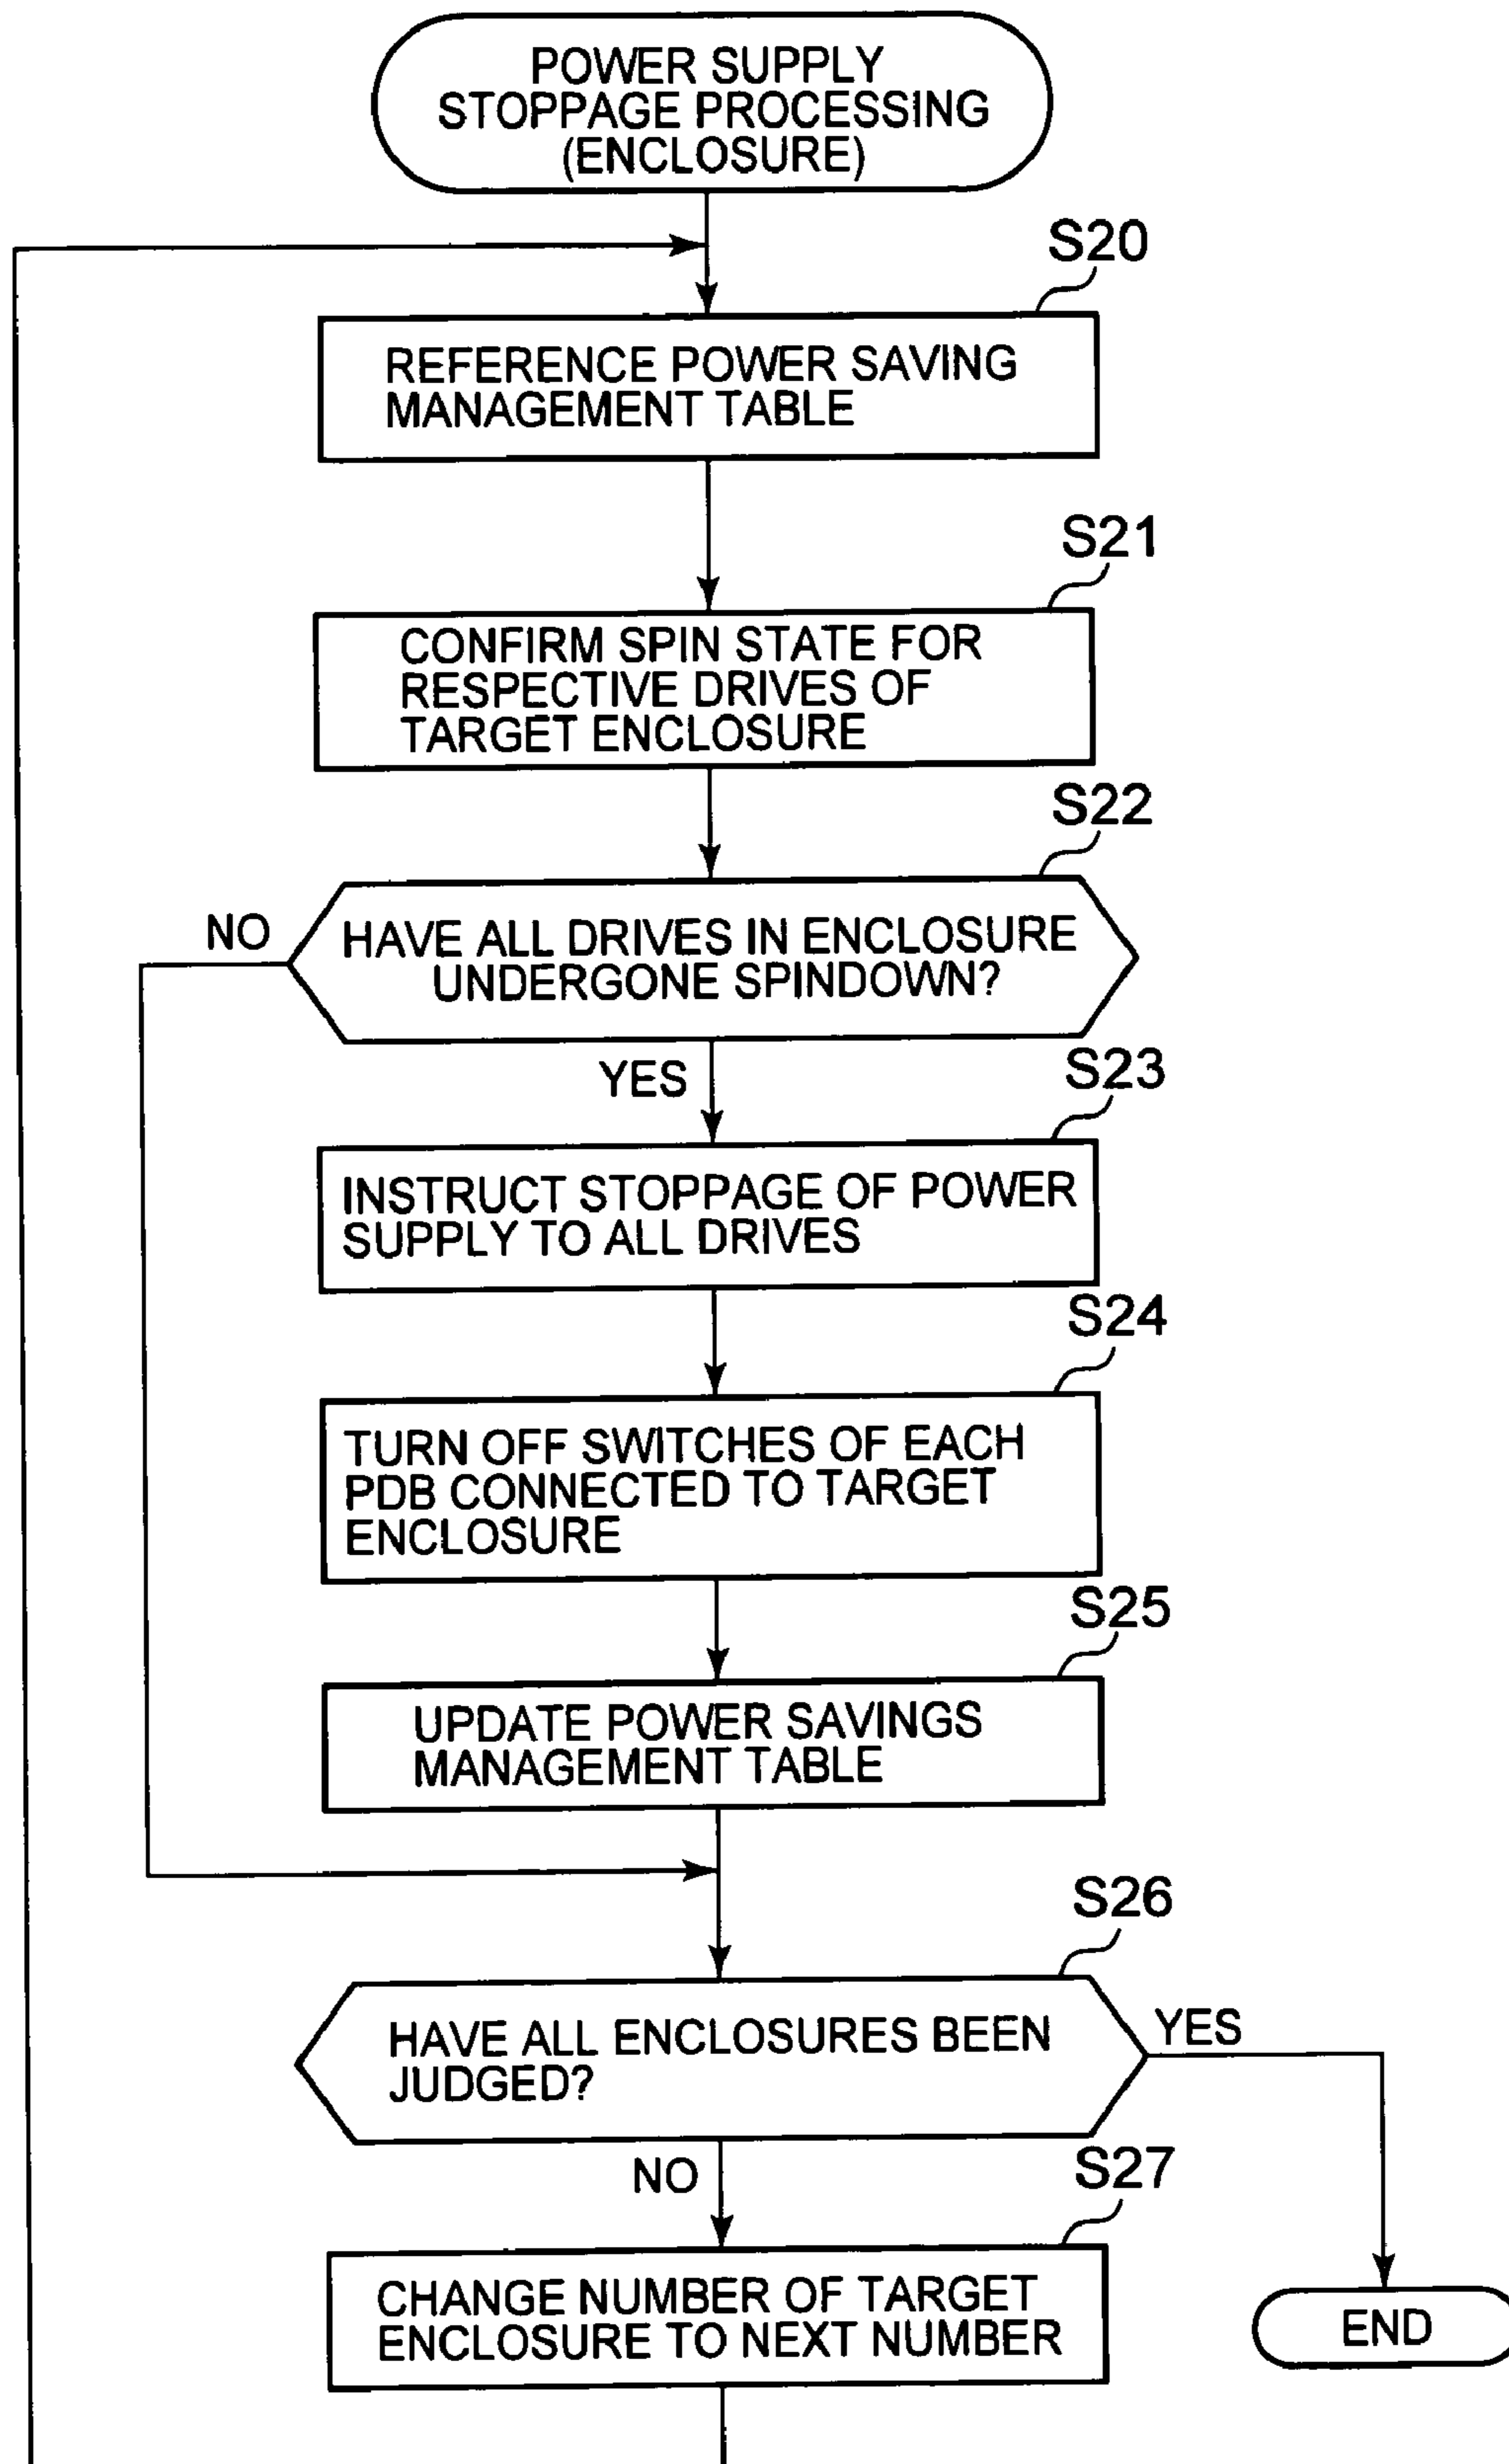 POWER SUPPLY
STOPPAGE PROCESSING
(ENCLOSURE)
S20
REFERENCE POWER SAVING
MANAGEMENT TABLE
S21
CONFIRM SPIN STATE FOR
RESPECTIVE DRIVES OF
TARGET ENCLOSURE
S22
NO
HAVE ALL DRIVES IN ENCLOSURE
UNDERGONE SPINDOWN?
YES
S23
INSTRUCT STOPPAGE OF POWER
SUPPLY TO ALL DRIVES
S24
TURN OFF SWITCHES OF EACH
PDB CONNECTED TO TARGET
ENCLOSURE
S25
UPDATE POWER SAVINGS
MANAGEMENT TABLE
S26
HAVE ALL ENCLOSURES BEEN
JUDGED?
YES
NO
S27
CHANGE NUMBER OF TARGET
ENCLOSURE TO NEXT NUMBER
END